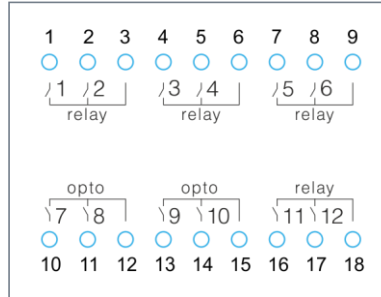 1 2 3 4 5 6 7 8 9
1 2 3 4 5 6
relay relay relay
opto opto relay
7 8 9 10 11 12
10 11 12 13 14 15 16 17 18